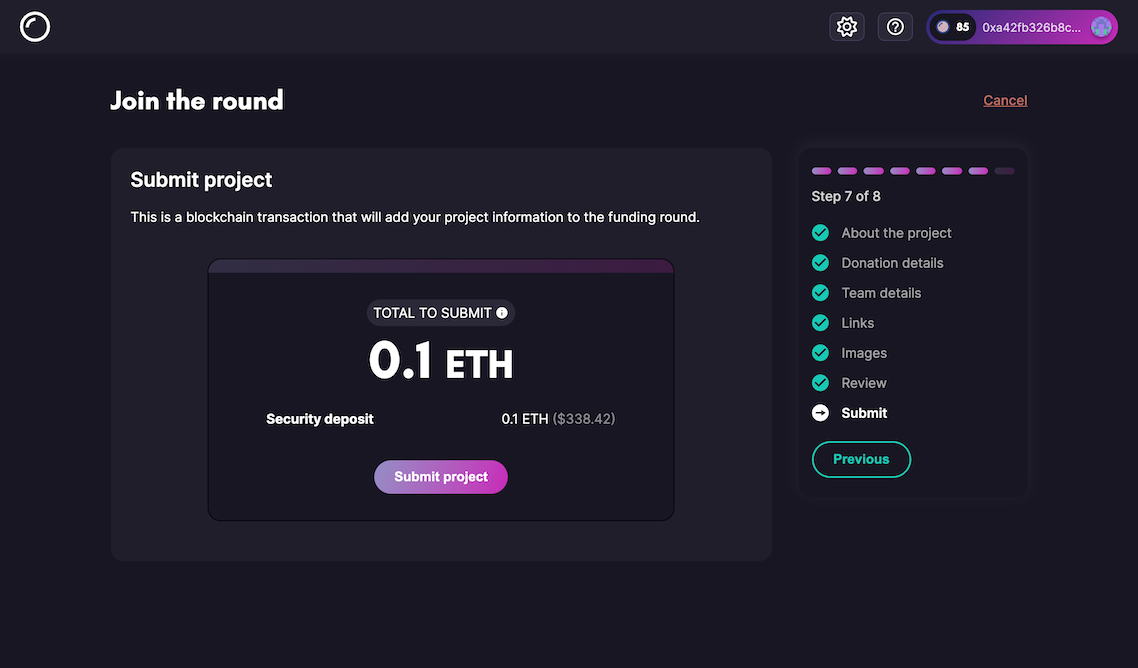 85 0xa42fb326b8c...
Join the round
Cancel
Submit project
This is a blockchain transaction that will add your project information to the funding round.
TOTAL TO SUBMIT
0.1 ETH
Security deposit 0.1 ETH ($338.42)
Submit project
Step 7 of 8
About the project
Donation details
Team details
Links
Images
Review
Submit
Previous